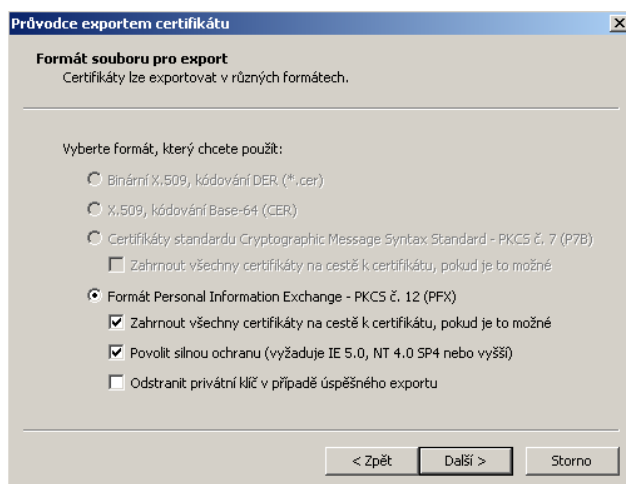 Průvodce exportem certifikátu
Formát souboru pro export
Certifikáty lze exportovat v různých formátech.
Vyberte formát, který chcete použít:
Binární X.509, kódování DER (*.cer)
X.509, kódování Base-64 (CER)
Certifikáty standardu Cryptographic Message Syntax Standard - PKCS č. 7 (P7B)
Zahrnout všechny certifikáty na cestě k certifikátu, pokud je to možné
Formát Personal Information Exchange - PKCS č. 12 (PFX)
Zahrnout všechny certifikáty na cestě k certifikátu, pokud je to možné
Povolit silnou ochranu (vyžaduje IE 5.0, NT 4.0 SP4 nebo vyšší)
Odstranit privátní klíč v případě úspěšného exportu
< Zpět Další > Storno